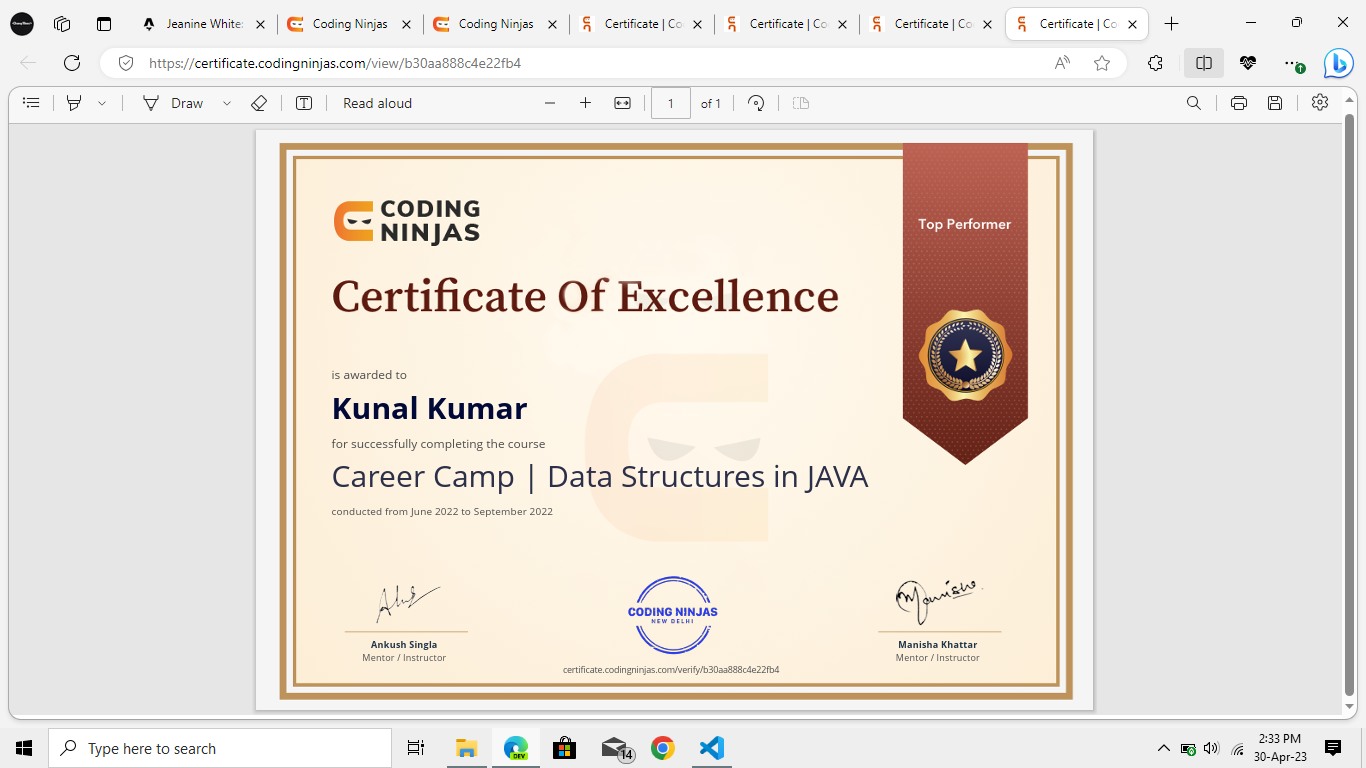 Jeanine White:
Coding Ninjas
Coding Ninjas
Certificate | Co
Certificate | Co
Certificate | Co
Certificate | Co
https://certificate.codingninjas.com/view/b30aa888c4e22fb4
Draw
Read aloud
1
of 1
CODING
NINJAS
Top Performer
Certificate Of Excellence
is awarded to
Kunal Kumar
for successfully completing the course
Career Camp | Data Structures in JAVA
conducted from June 2022 to September 2022
CODING NINJAS
NEW DELHI
Ankush Singla
Mentor / Instructor
Manisha Khattar
Mentor / Instructor
certificate.codingninjas.com/verify/b30aa888c4e22fb4
Type here to search
DEV
14
2:33 PM
30-Apr-23